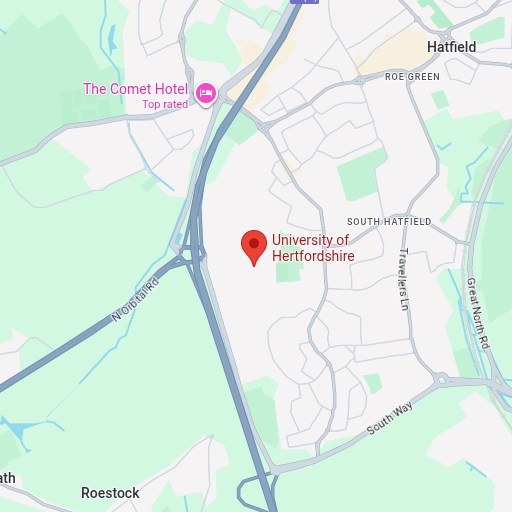 Hatfield
ROE GREEN
The Comet Hotel
Top rated
SOUTH HATFIELD
University of
Hertfordshire
Travellers Ln
N Orbital Rd
Great North Rd
South Way
ath
Roestock